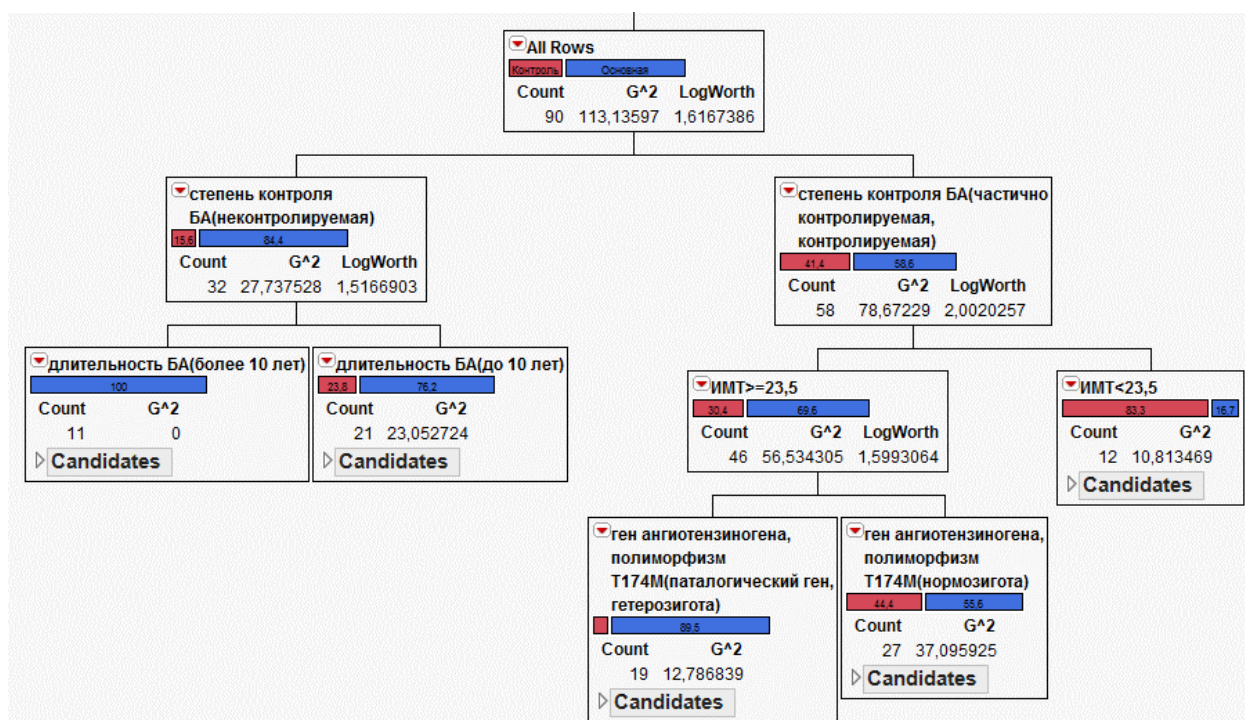 All Rows
Контроль Основная
Count G^2 LogWorth
90 113,13597 1,6167386
степень контроля
БА(неконтролируемая)
15,6 84,4
Count G^2 LogWorth
32 27,737528 1,5166903
степень контроля БА(частично
контролируемая,
контролируемая)
41,4 58,6
Count G^2 LogWorth
58 78,67229 2,0020257
длительность БА(более 10 лет)
100
Count G^2
11 0
Candidates
длительность БА(до 10 лет)
23,8 76,2
Count G^2
21 23,052724
Candidates
ИМТ>=23,5
30,4 69,6
Count G^2 LogWorth
46 56,534305 1,5993064
ИМТ<23,5
83,3 16,7
Count G^2
12 10,813469
Candidates
ген ангиотензиногена,
полиморфизм
Т174М(паталогический ген,
гетерозигота)
89,5
Count G^2
19 12,786839
Candidates
ген ангиотензиногена,
полиморфизм
Т174М(нормозигота)
44,4 55,6
Count G^2
27 37,095925
Candidates